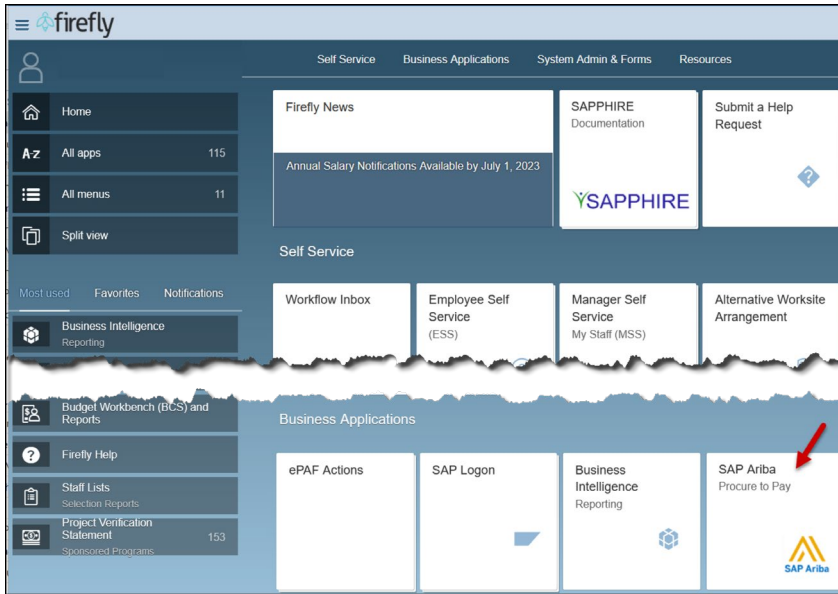 firefly
Self Service Business Applications System Admin & Forms Resources
Home
A-z All apps 115
All menus 11
Split view
Most used Favorites Notifications
Business Intelligence
Reporting
Budget Workbench (BCS) and
Reports
Firefly Help
Staff Lists
Selection Reports
Project Verification
Statement 153
Sponsored Programs
Firefly News
Annual Salary Notifications Available by July 1, 2023
SAPPHIRE
Documentation
SAPPHIRE
Submit a Help
Request
Self Service
Workflow Inbox
Employee Self
Service
(ESS)
Manager Self
Service
My Staff (MSS)
Alternative Worksite
Arrangement
Business Applications
ePAF Actions
SAP Logon
Business
Intelligence
Reporting
SAP Ariba
Procure to Pay
SAP Ariba